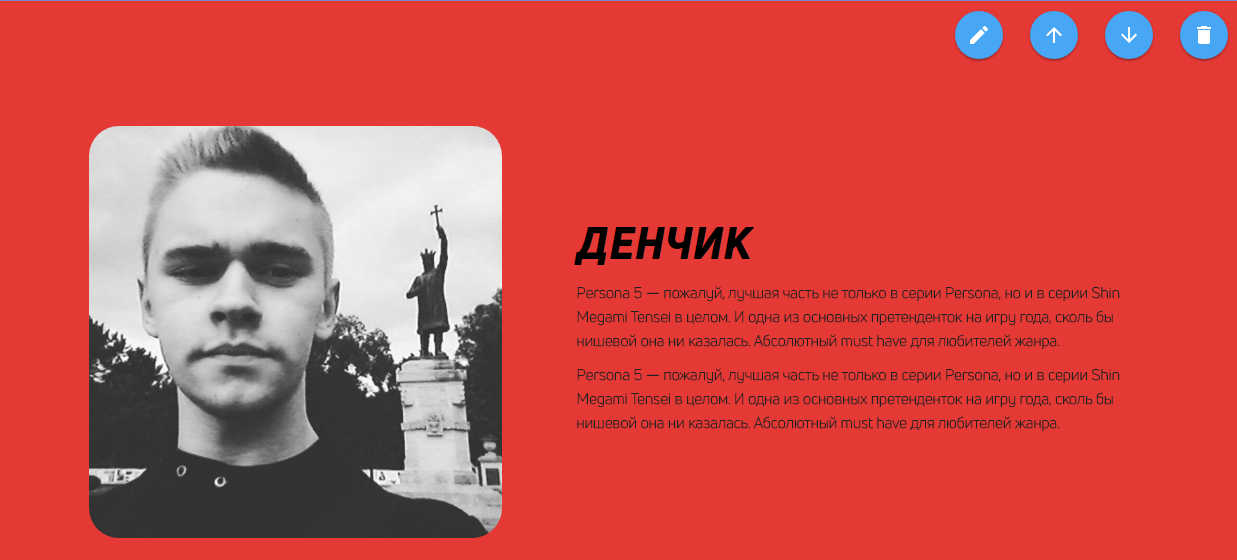 ДЕНЧИК
Persona 5 — пожалуй, лучшая часть не только в серии Persona, но и в серии Shin
Megami Tensei в целом. И одна из основных претенденток на игру года, сколь бы
нишевой она ни казалась. Абсолютный must have для любителей жанра.
Persona 5 — пожалуй, лучшая часть не только в серии Persona, но и в серии Shin
Megami Tensei в целом. И одна из основных претенденток на игру года, сколь бы
нишевой она ни казалась. Абсолютный must have для любителей жанра.